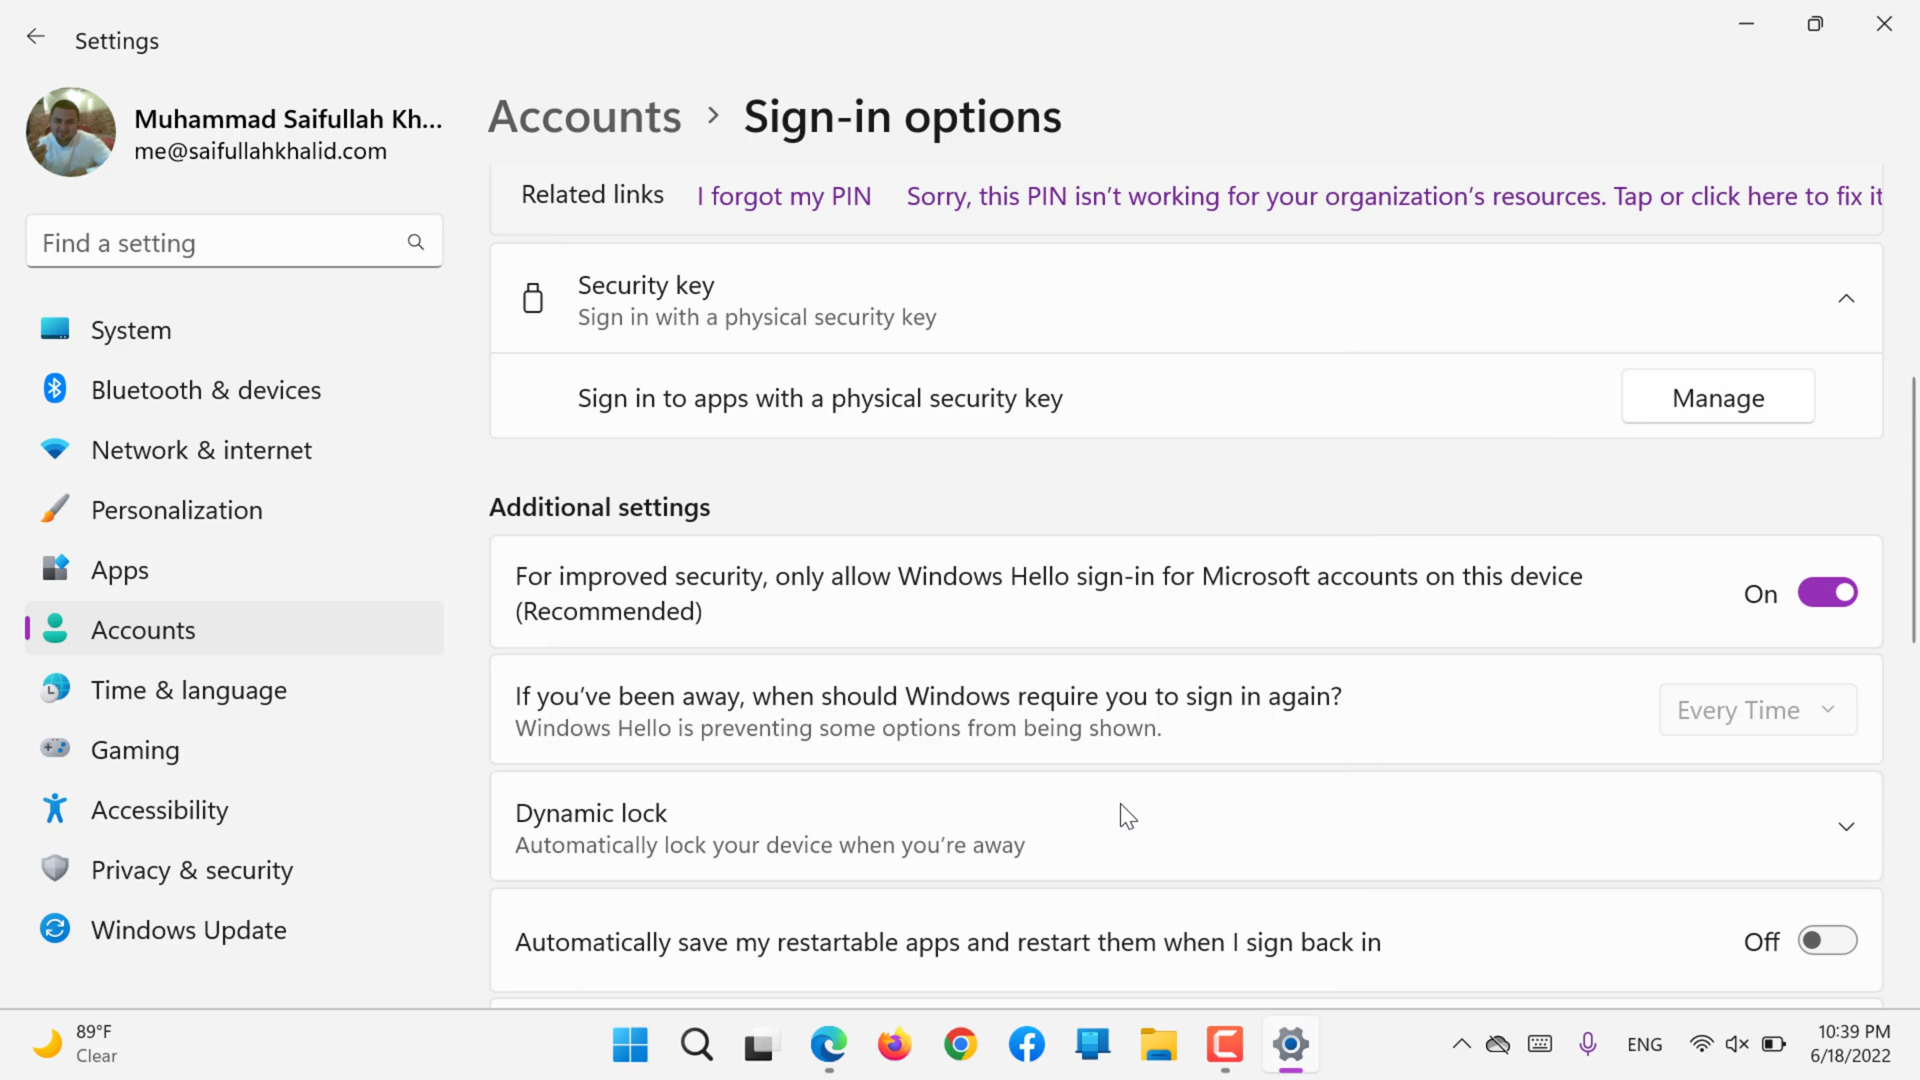 Settings
Muhammad Saifullah Kh...
me@saifullahkhalid.com
Find a setting
System
Bluetooth & devices
Network & internet
Personalization
Apps
Accounts
Time & language
Gaming
Accessibility
Privacy & security
Windows Update
Accounts > Sign-in options
Related links I forgot my PIN Sorry, this PIN isn’t working for your organization’s resources. Tap or click here to fix it
Security key
Sign in with a physical security key
Sign in to apps with a physical security key Manage
Additional settings
For improved security, only allow Windows Hello sign-in for Microsoft accounts on this device
(Recommended)
On
If you’ve been away, when should Windows require you to sign in again?
Windows Hello is preventing some options from being shown.
Every Time
Dynamic lock
Automatically lock your device when you’re away
Automatically save my restartable apps and restart them when I sign back in Off
89°F
Clear
ENG
10:39 PM
6/18/2022